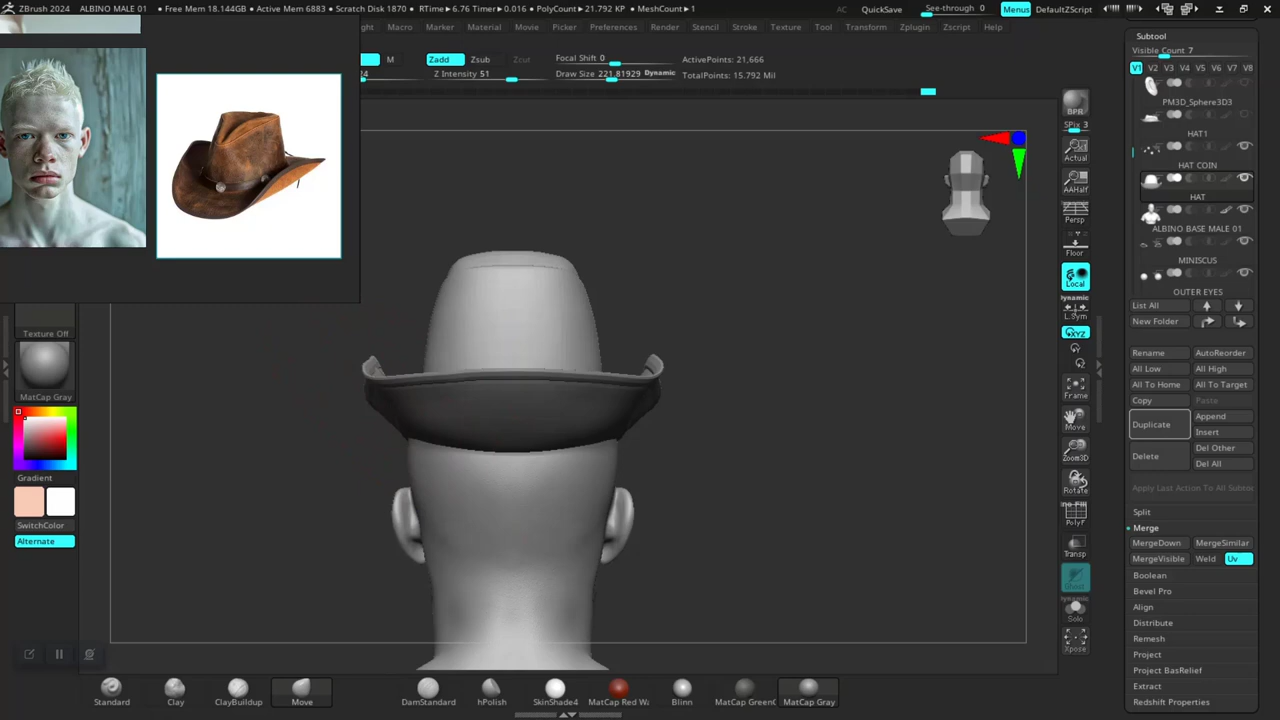 ZBrush 2024 ALBINO MALE 01 • Free Mem 18.144GB • Active Mem 6883 • Scratch Disk 1870 • RTime▸6.76 Timer▸0.016 • PolyCount▸21.792 KP • MeshCount▸1 AC QuickSave See-through 0 Menus DefaultZScript
Macro Marker Material Movie Picker Preferences Render Stencil Stroke Texture Tool Transform Zplugin Zscript Help
M Zadd Zsub Zcur Focal Shift 0 ActivePoints: 21,666
Z Intensity 51 Draw Size 221.81929 Dynamic TotalPoints: 15.792 Mil
Subtool
Visible Count 7
V1 V2 V3 V4 V5 V6 V7 V8
PM3D_Sphere3D3
HAT1
HAT COIN
HAT
ALBINO BASE MALE 01
MINISCUS
OUTER EYES
List All
New Folder
Rename AutoReorder
All Low All High
All To Home All To Target
Copy Paste
Duplicate Append
Insert
Delete Del Other
Del All
Split
Merge
MergeDown MergeSimilar
MergeVisible Weld Uv
Boolean
Bevel Pro
Align
Distribute
Remesh
Project
Project BasRelief
Extract
Redshift Properties
BPR
SPix 3
Actual
AAHalf
Persp
Floor
Local
Dynamic
L.Sym
XYZ
Frame
Move
Zoom3D
Rotate
PolyF
Transp
Ghost
Dynamic
Solo
Xpose
Texture Off
MatCap Gray
Gradient
SwitchColor
Alternate
Standard Clay ClayBuildup Move DamStandard hPolish SkinShade4 MatCap Red Wa Blinn MatCap GreenC MatCap Gray